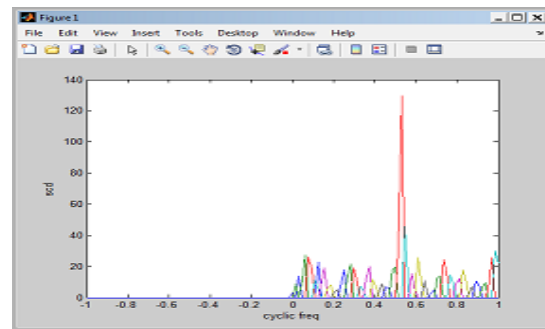 Figure 1
File Edit View Insert Tools Desktop Window Help
140
120
100
80
60
40
20
0
scd
-1 -0.8 -0.6 -0.4 -0.2 0 0.2 0.4 0.6 0.8 1
cyclic freq